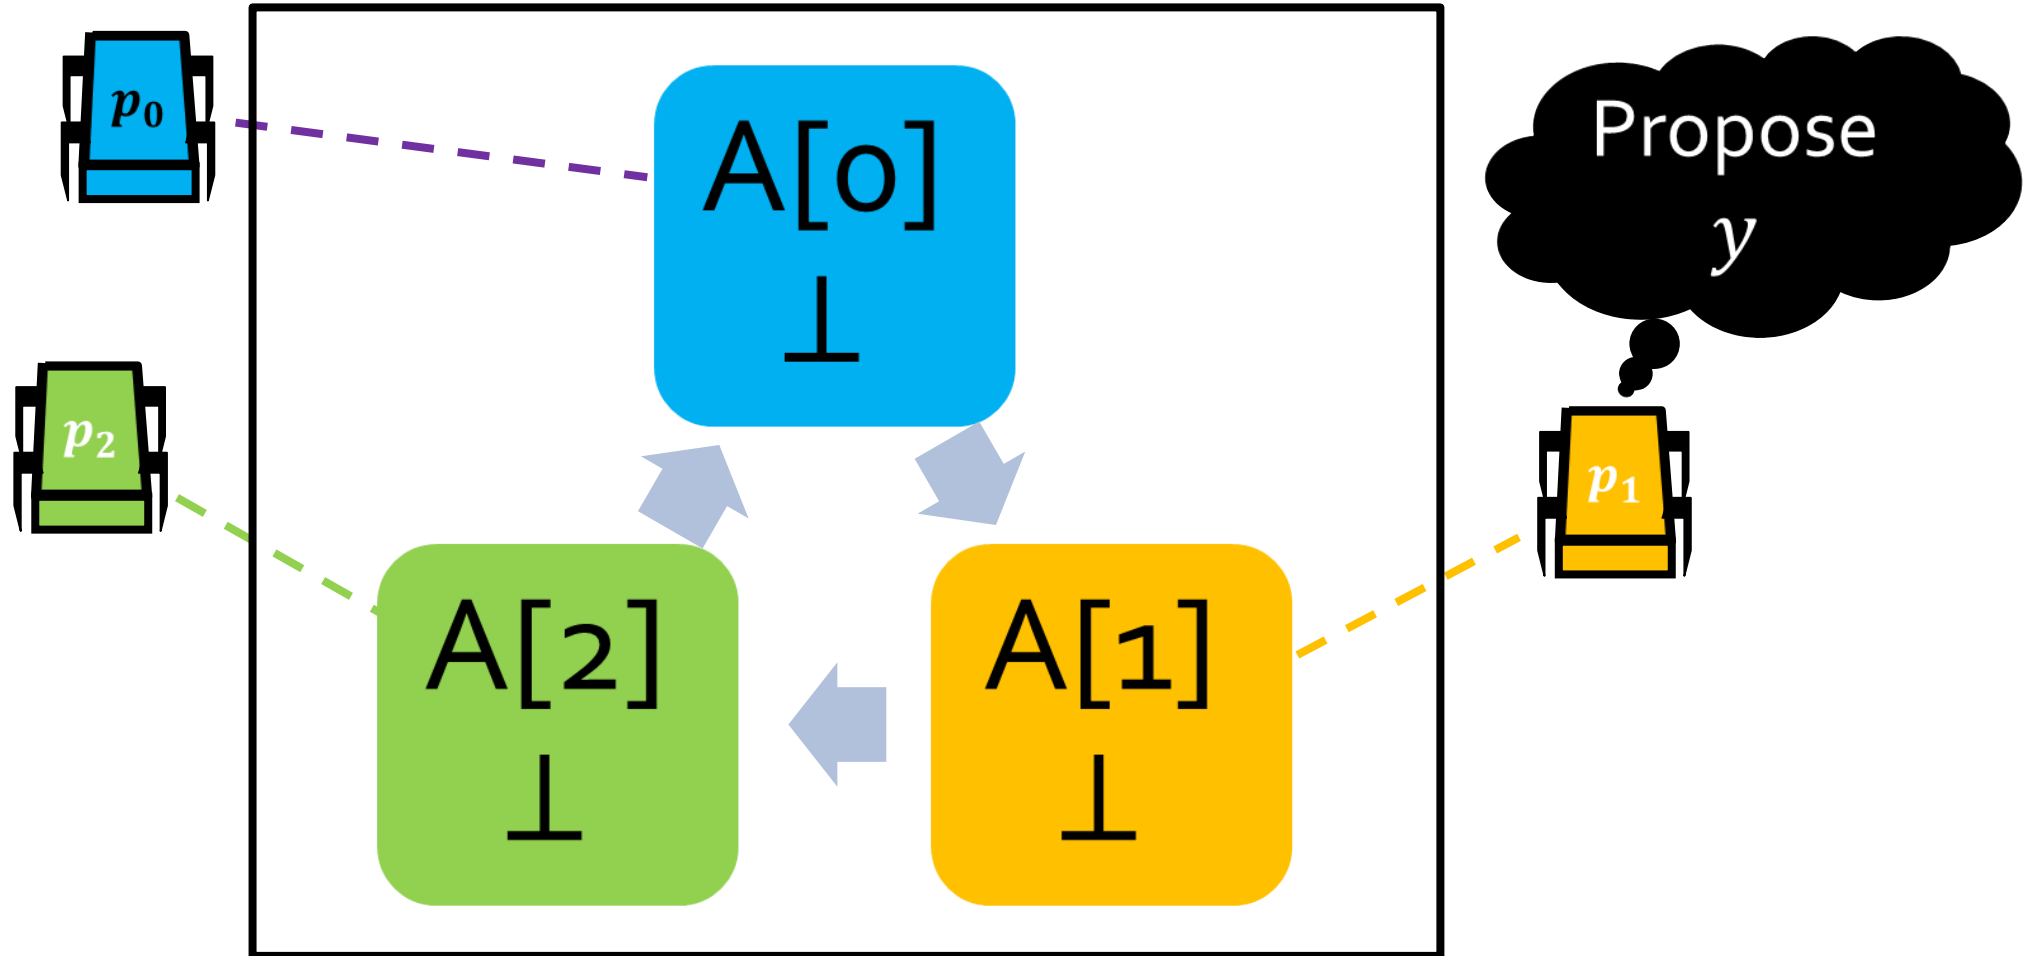 p₀
A[0]
⊥
Propose
y
p₂
p₁
A[2]
⊥
A[1]
⊥